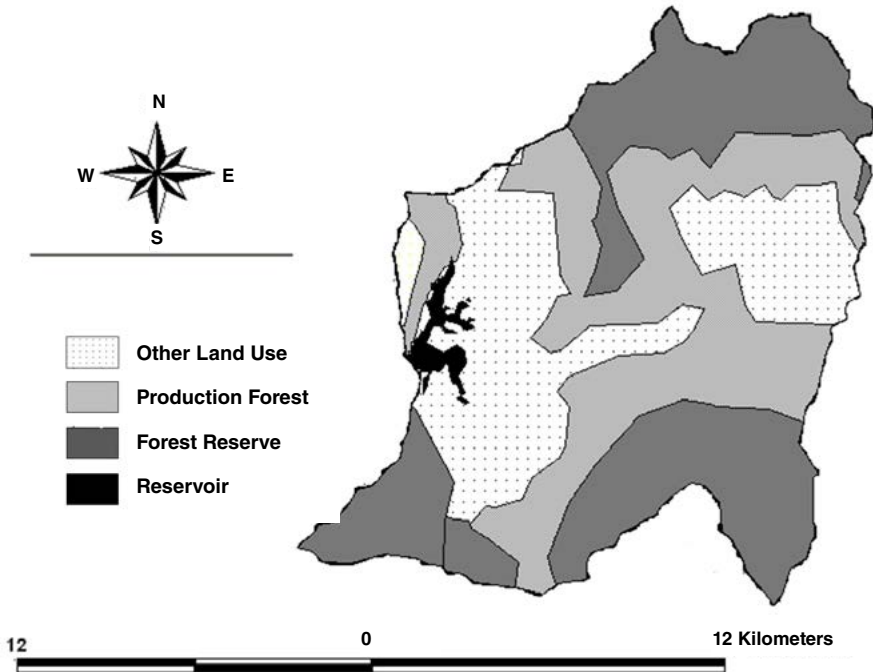 N
W E
S
Other Land Use
Production Forest
Forest Reserve
Reservoir
12 0 12 Kilometers